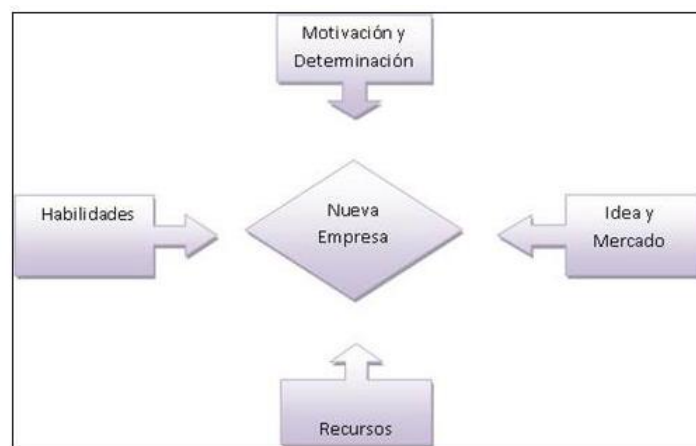 Motivación y
Determinación
Habilidades
Nueva
Empresa
Idea y
Mercado
Recursos